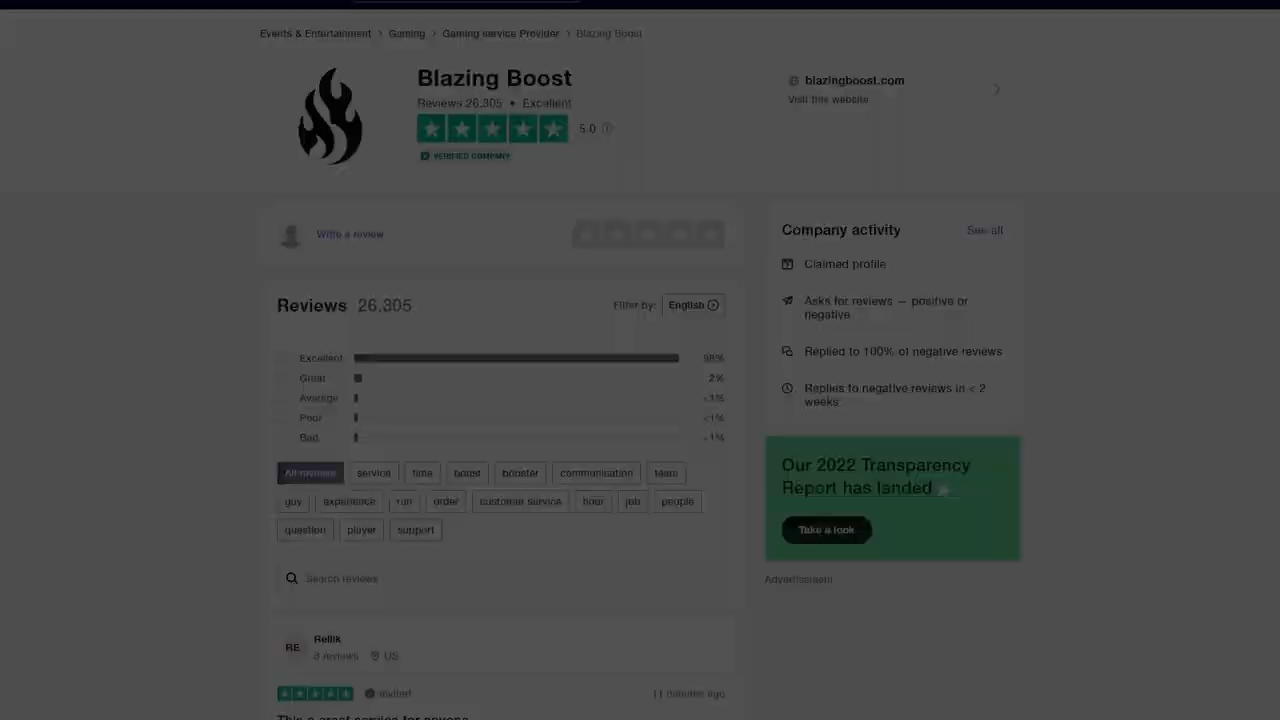 Events & Entertainment > Gaming > Gaming service Provider > Blazing Boost
Blazing Boost
Reviews 26,305 • Excellent
5.0
VERIFIED COMPANY
blazingboost.com
Visit this website
Write a review
Reviews 26,305
Filter by: English
Excellent 98%
Great 2%
Average <1%
Poor <1%
Bad <1%
All reviews service time boost booster communication team
guy experience run order customer service hour job people
question player support
Search reviews
RE Rellik
3 reviews US
Invited 11 minutes ago
This a great service for anyone
Company activity See all
Claimed profile
Asks for reviews — positive or
negative
Replied to 100% of negative reviews
Replies to negative reviews in < 2
weeks
Our 2022 Transparency
Report has landed
Take a look
Advertisement